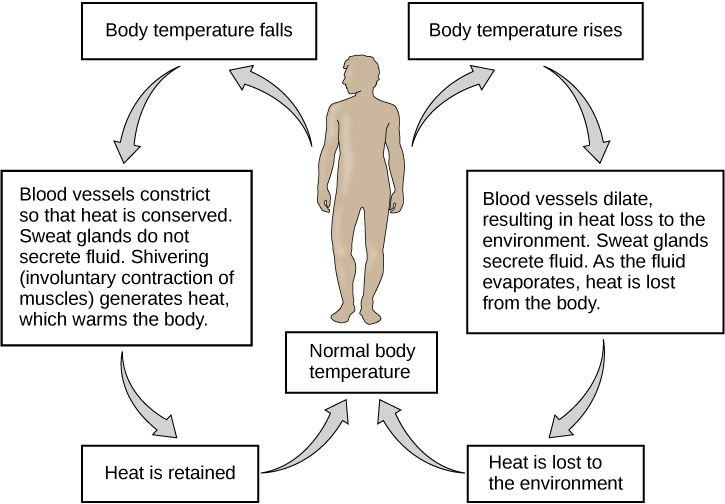 Body temperature falls
Body temperature rises
Blood vessels constrict
so that heat is conserved.
Sweat glands do not
secrete fluid. Shivering
(involuntary contraction of
muscles) generates heat,
which warms the body.
Blood vessels dilate,
resulting in heat loss to the
environment. Sweat glands
secrete fluid. As the fluid
evaporates, heat is lost
from the body.
Normal body
temperature
Heat is retained
Heat is lost to
the environment